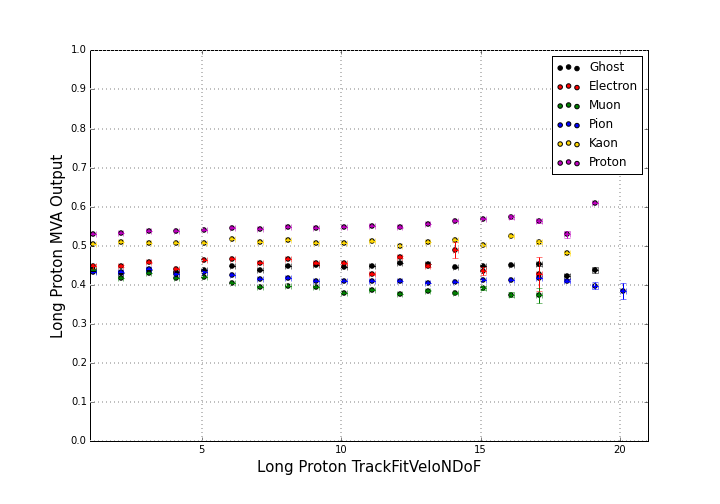 1.0
0.9
0.8
0.7
0.6
0.5
0.4
0.3
0.2
0.1
0.0
Long Proton MVA Output
Ghost
Electron
Muon
Pion
Kaon
Proton
5 10 15 20
Long Proton TrackFitVeloNDoF